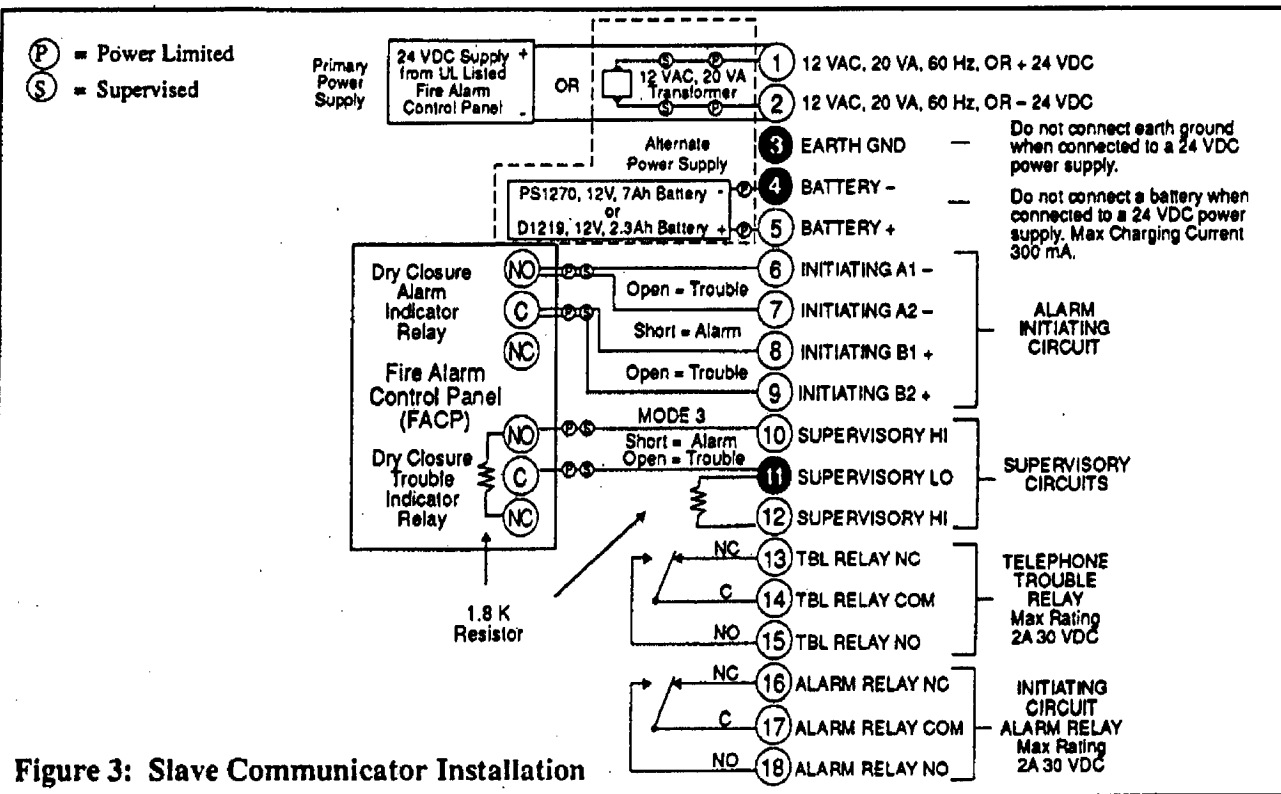 Ⓟ = Power Limited
Ⓢ = Supervised
Primary
Power
Supply
24 VDC Supply +
from UL Listed
Fire Alarm
Control Panel -
OR
S P
12 VAC, 20 VA
Transformer
S P
Alternate
Power Supply
PS1270, 12V, 7Ah Battery - P
or
D1219, 12V, 2.3Ah Battery + P
1 12 VAC, 20 VA, 60 Hz, OR + 24 VDC
2 12 VAC, 20 VA, 60 Hz, OR – 24 VDC
3 EARTH GND —
Do not connect earth ground
when connected to a 24 VDC
power supply.
4 BATTERY –
5 BATTERY +
Do not connect a battery when
connected to a 24 VDC power
supply. Max Charging Current
300 mA.
Dry Closure
Alarm
Indicator
Relay
NO P S
C P S
NC
Fire Alarm
Control Panel
(FACP)
Dry Closure
Trouble
Indicator
Relay
NO P S
C P S
NC
Open = Trouble
Short = Alarm
Open = Trouble
MODE 3
Short = Alarm
Open = Trouble
6 INITIATING A1 –
7 INITIATING A2 –
8 INITIATING B1 +
9 INITIATING B2 +
ALARM
INITIATING
CIRCUIT
10 SUPERVISORY HI
11 SUPERVISORY LO
12 SUPERVISORY HI
SUPERVISORY
CIRCUITS
1.8 K
Resistor
NC 13 TBL RELAY NC
C 14 TBL RELAY COM
NO 15 TBL RELAY NO
TELEPHONE
TROUBLE
RELAY
Max Rating
2A 30 VDC
NC 16 ALARM RELAY NC
C 17 ALARM RELAY COM
NO 18 ALARM RELAY NO
INITIATING
CIRCUIT
ALARM RELAY
Max Rating
2A 30 VDC
Figure 3: Slave Communicator Installation